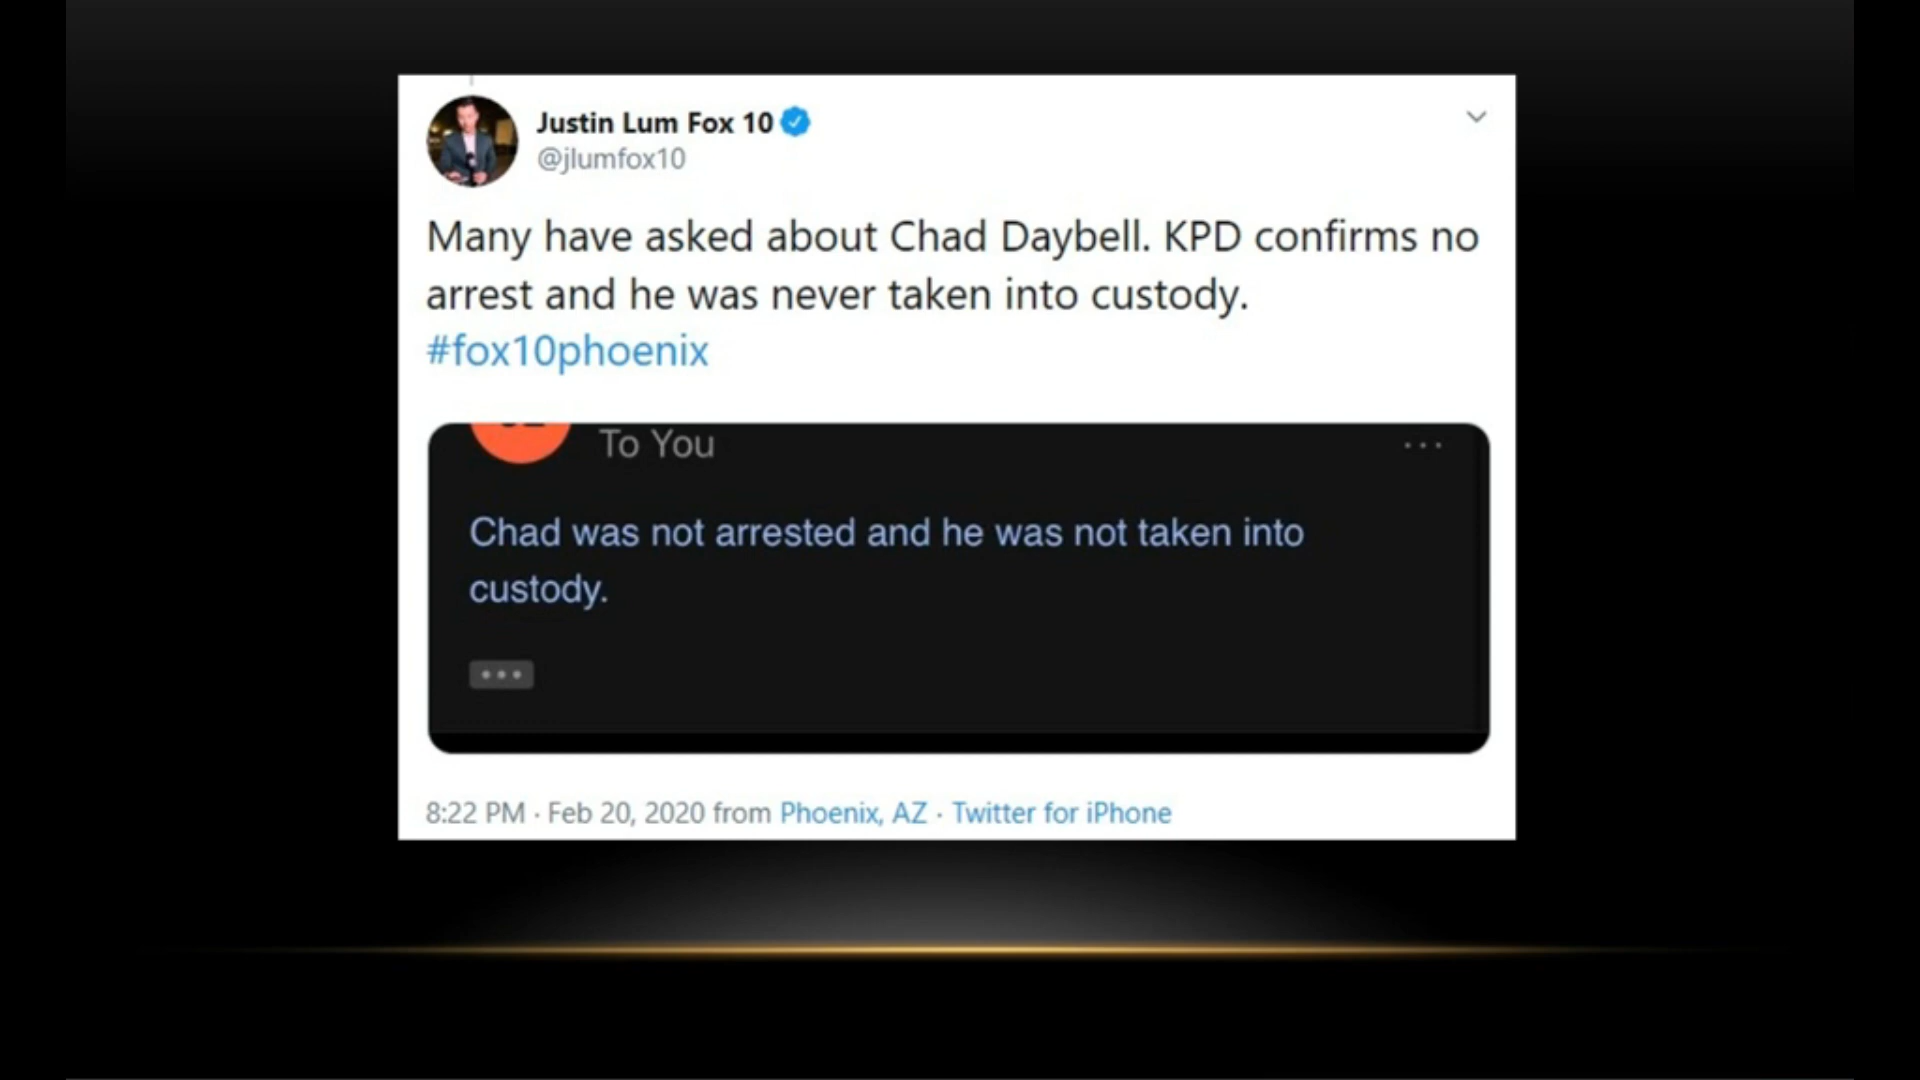 Justin Lum Fox 10
@jlumfox10
Many have asked about Chad Daybell. KPD confirms no
arrest and he was never taken into custody.
#fox10phoenix
To You
Chad was not arrested and he was not taken into
custody.
8:22 PM · Feb 20, 2020 from Phoenix, AZ · Twitter for iPhone